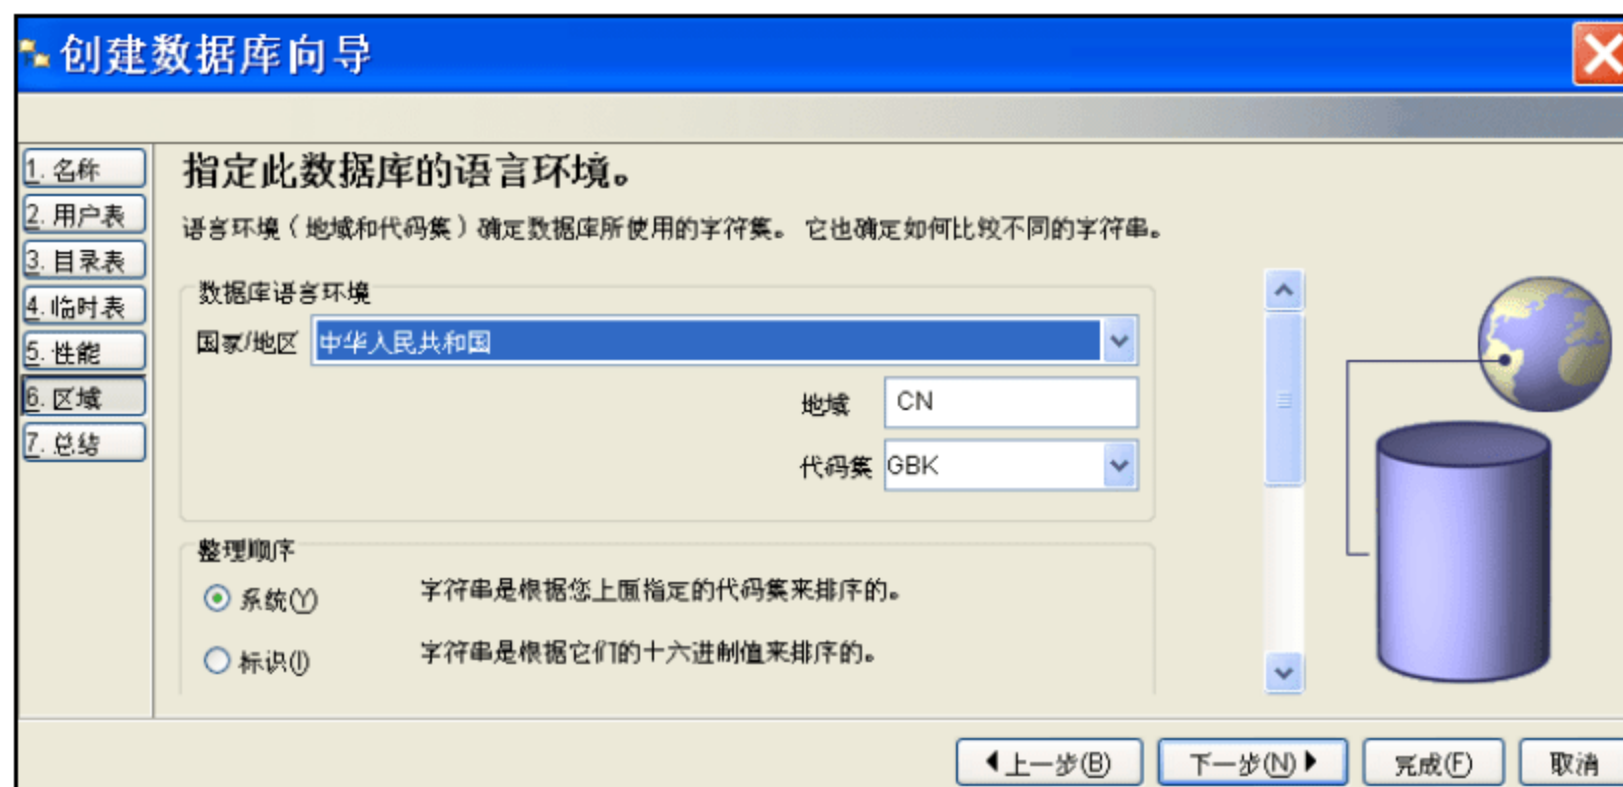 创建数据库向导
1. 名称
2. 用户表
3. 目录表
4. 临时表
5. 性能
6. 区域
7. 总结
指定此数据库的语言环境。
语言环境(地域和代码集)确定数据库所使用的字符集。 它也确定如何比较不同的字符串。
数据库语言环境
国家/地区 中华人民共和国
地域 CN
代码集 GBK
整理顺序
系统(Y) 字符串是根据您上面指定的代码集来排序的。
标识(I) 字符串是根据它们的十六进制值来排序的。
上一步(B) 下一步(N) 完成(F) 取消